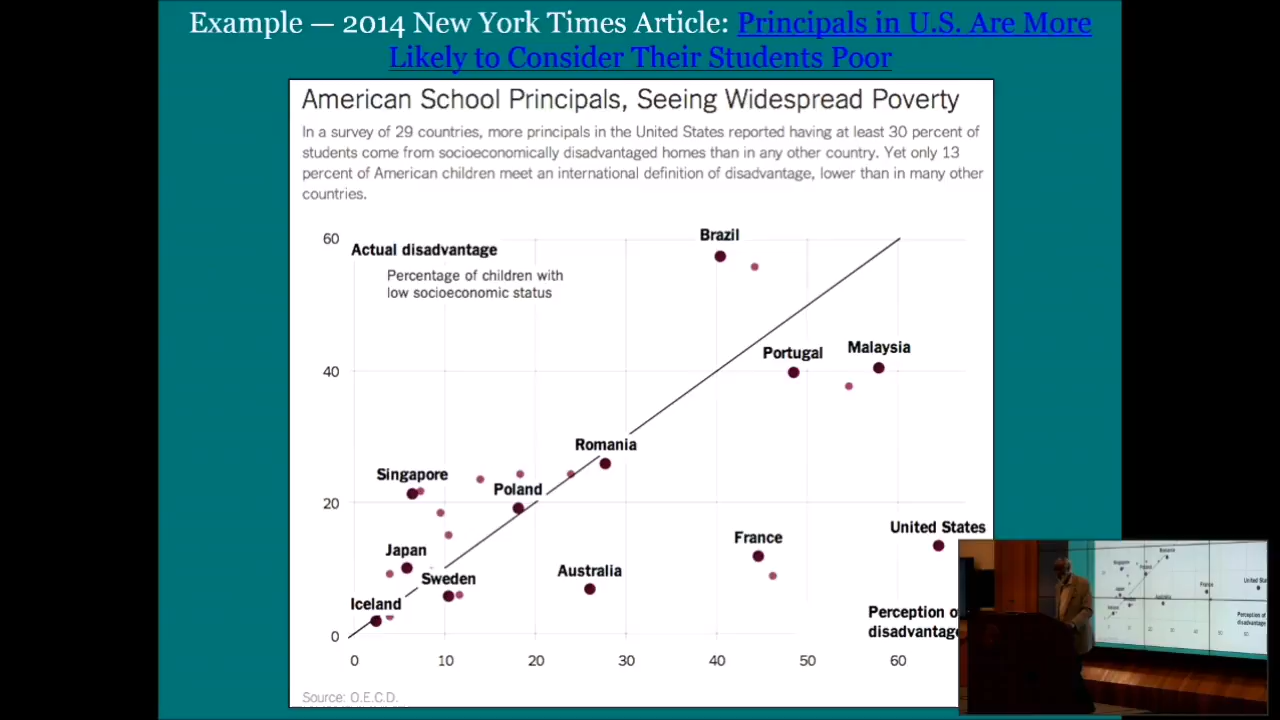 Example — 2014 New York Times Article: Principals in U.S. Are More
Likely to Consider Their Students Poor
American School Principals, Seeing Widespread Poverty
In a survey of 29 countries, more principals in the United States reported having at least 30 percent of
students come from socioeconomically disadvantaged homes than in any other country. Yet only 13
percent of American children meet an international definition of disadvantage, lower than in many other
countries.
60
Actual disadvantage
Percentage of children with
low socioeconomic status
Brazil
Portugal
Malaysia
40
Romania
Singapore
Poland
20
United States
France
Japan
Australia
Sweden
Iceland
Perception
disadvantage
0
0 10 20 30 40 50 60
Source: O.E.C.D.
Perception of
disadvantage